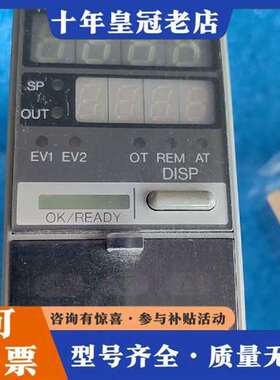 十年皇冠老店
SP
OUT
EV1 EV2 OT REM AT
DISP
OK/READY
咨询有惊喜·参与补贴活动
型号齐全·质量无忧
票